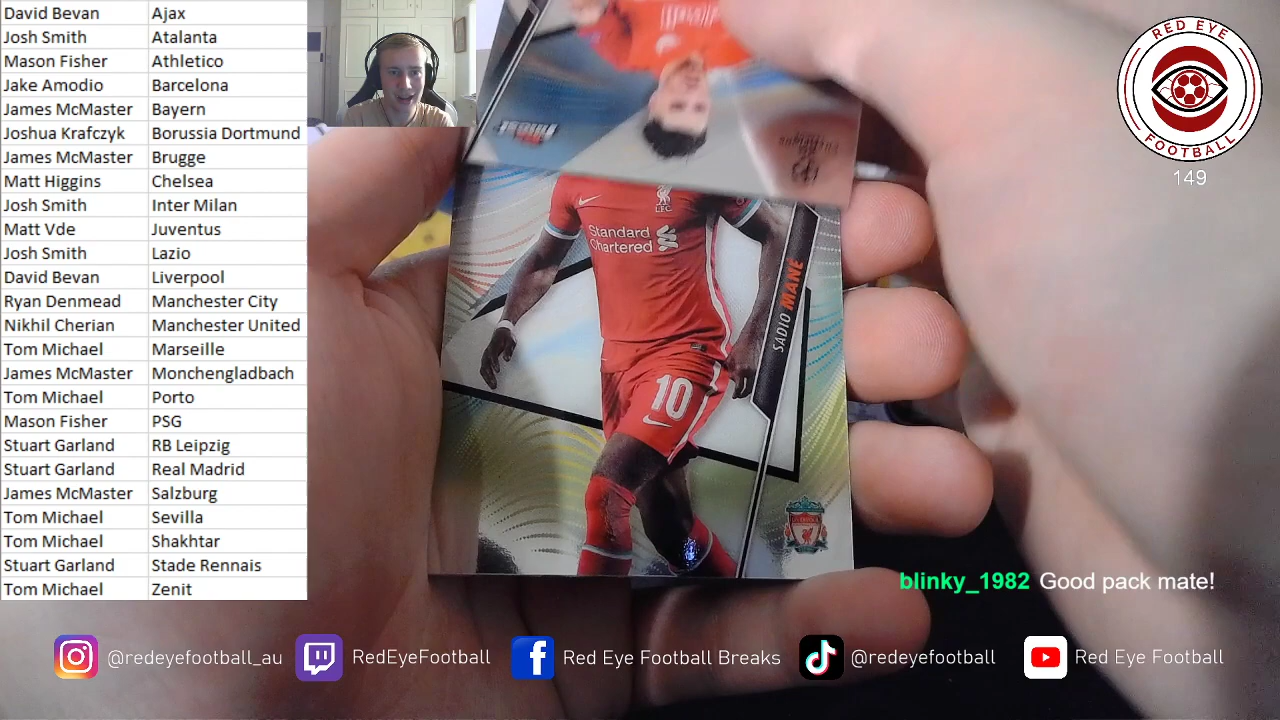 David Bevan Ajax
Josh Smith Atalanta
Mason Fisher Athletico
Jake Amodio Barcelona
James McMaster Bayern
Joshua Krafczyk Borussia Dortmund
James McMaster Brugge
Matt Higgins Chelsea
Josh Smith Inter Milan
Matt Vde Juventus
Josh Smith Lazio
David Bevan Liverpool
Ryan Denmead Manchester City
Nikhil Cherian Manchester United
Tom Michael Marseille
James McMaster Monchengladbach
Tom Michael Porto
Mason Fisher PSG
Stuart Garland RB Leipzig
Stuart Garland Real Madrid
James McMaster Salzburg
Tom Michael Sevilla
Tom Michael Shakhtar
Stuart Garland Stade Rennais
Tom Michael Zenit
RED EYE
FOOTBALL
149
Finest
L.F.C.
Standard
Chartered
SADIO MANÉ
10
blinky_1982 Good pack mate!
@redeyefootball_au RedEyeFootball Red Eye Football Breaks @redeyefootball Red Eye Football